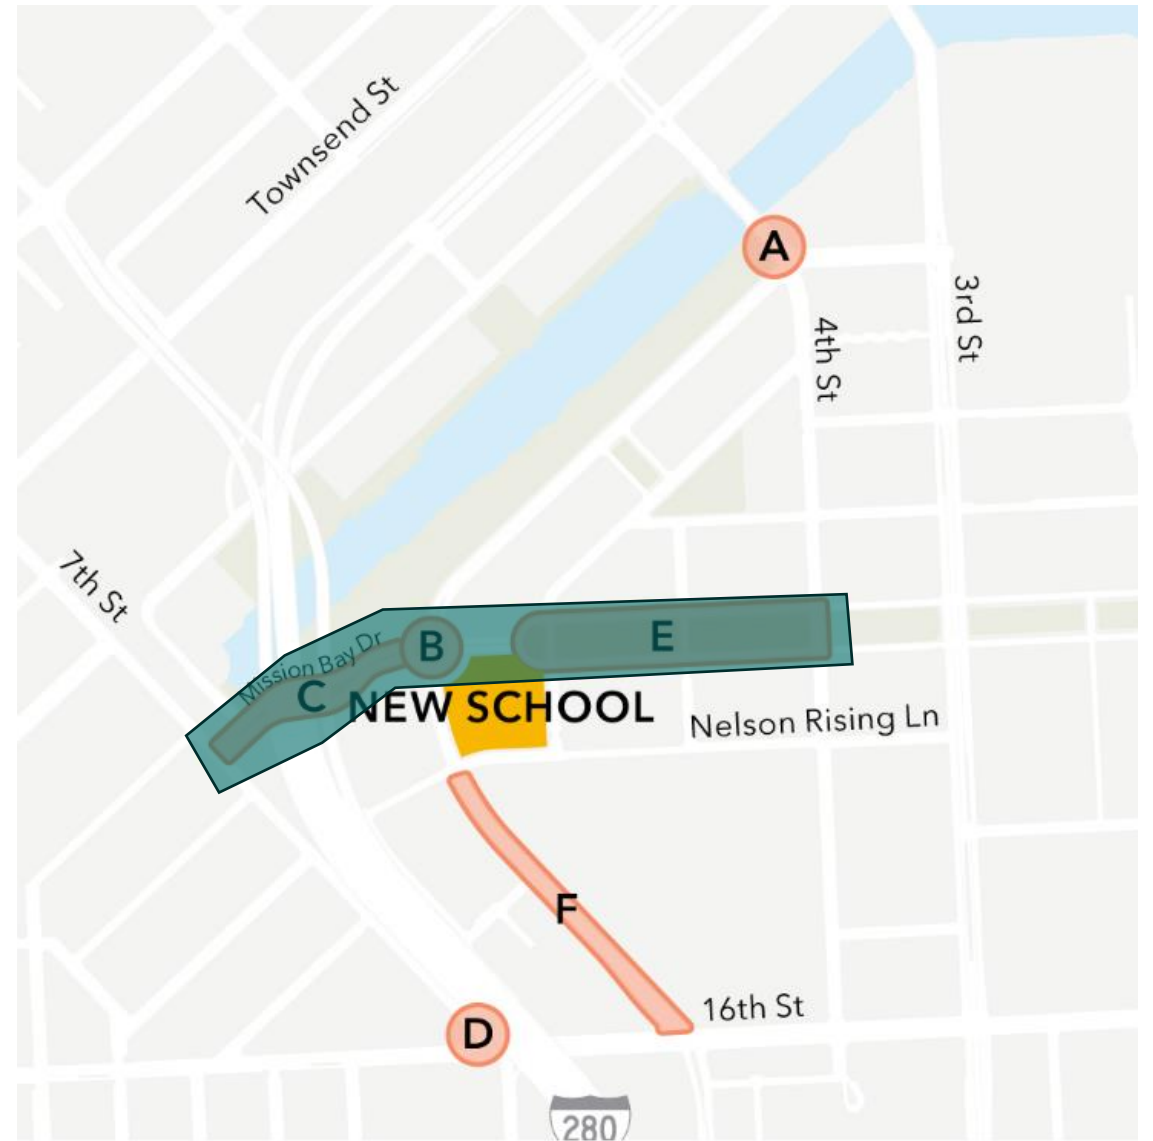 Townsend St
A
3rd St
4th St
7th St
Mission Bay Dr
B
E
C
NEW SCHOOL
Nelson Rising Ln
F
16th St
D
280